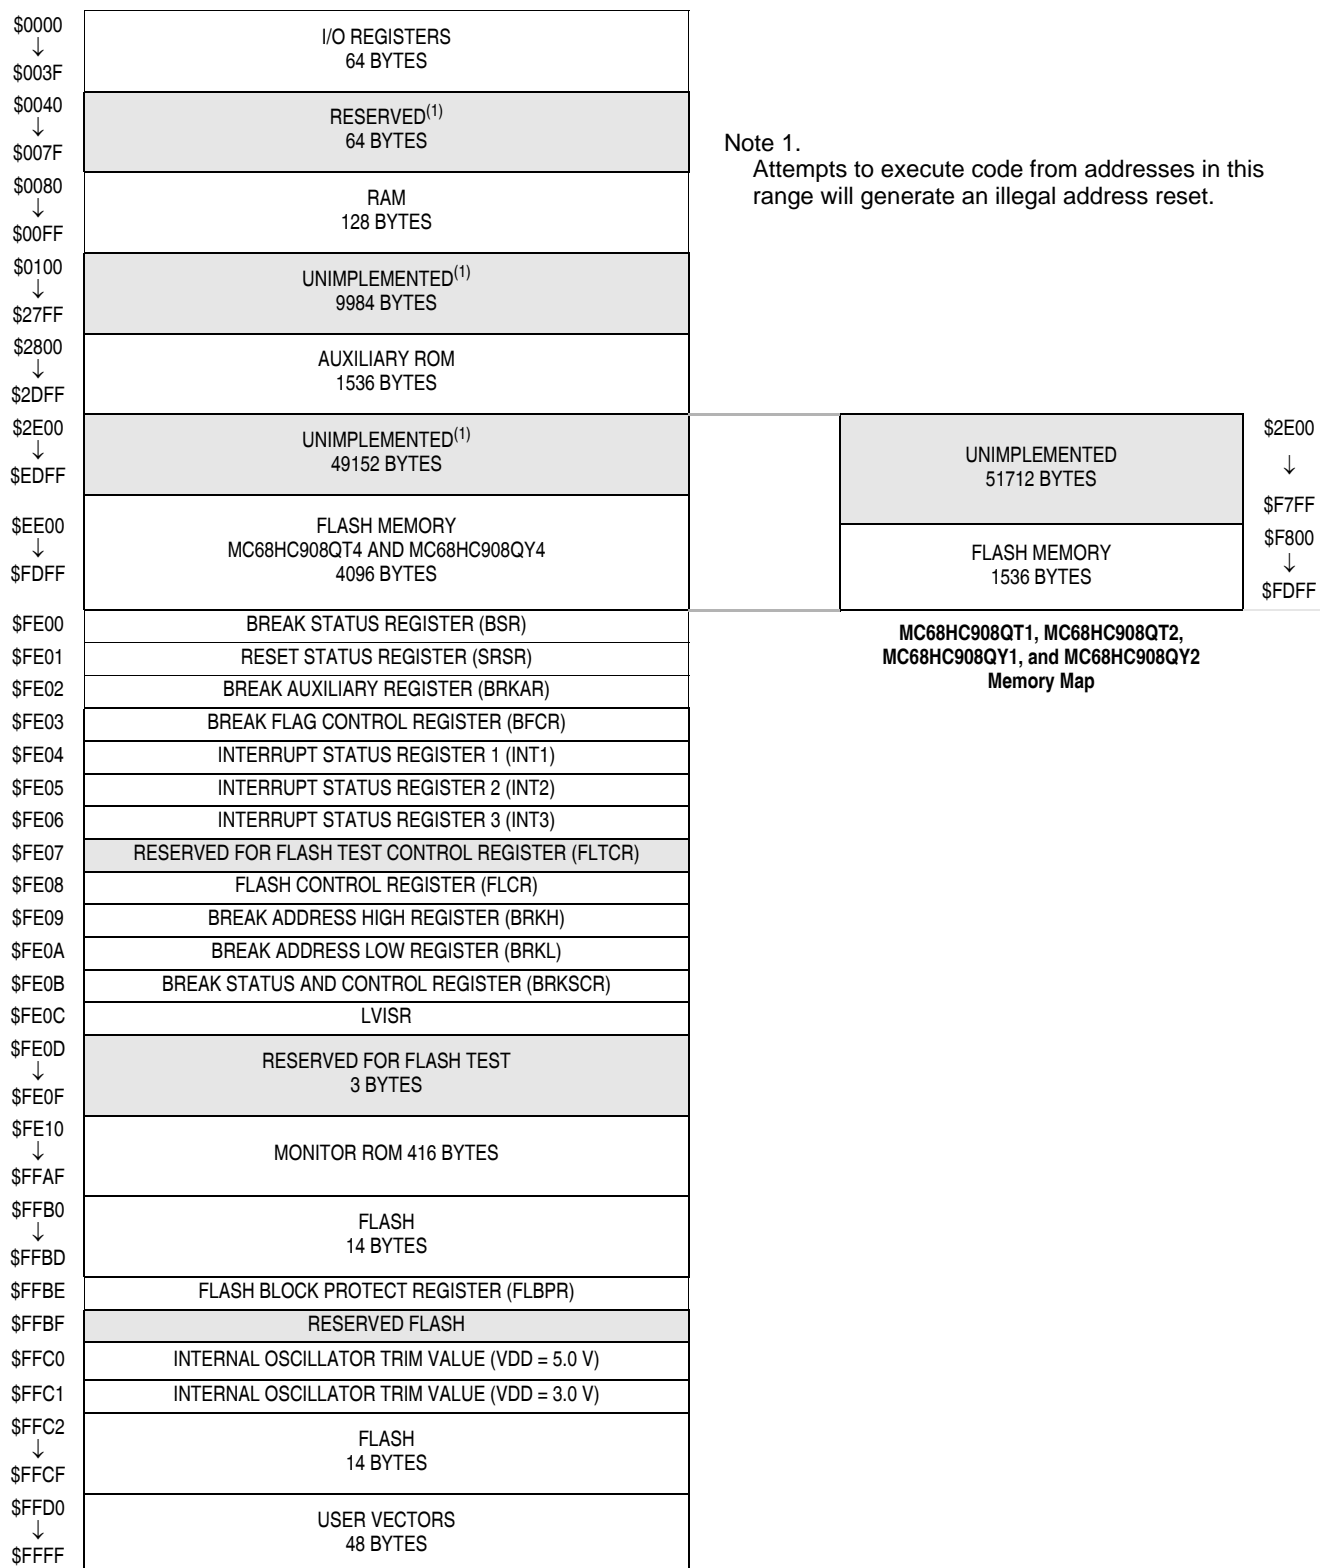 $0000
↓
$003F
I/O REGISTERS
64 BYTES
$0040
↓
$007F
RESERVED(1)
64 BYTES
Note 1.
Attempts to execute code from addresses in this
range will generate an illegal address reset.
$0080
↓
$00FF
RAM
128 BYTES
$0100
↓
$27FF
UNIMPLEMENTED(1)
9984 BYTES
$2800
↓
$2DFF
AUXILIARY ROM
1536 BYTES
$2E00
↓
$EDFF
UNIMPLEMENTED(1)
49152 BYTES
UNIMPLEMENTED
51712 BYTES
$2E00
↓
$F7FF
$EE00
↓
$FDFF
FLASH MEMORY
MC68HC908QT4 AND MC68HC908QY4
4096 BYTES
FLASH MEMORY
1536 BYTES
$F800
↓
$FDFF
MC68HC908QT1, MC68HC908QT2,
MC68HC908QY1, and MC68HC908QY2
Memory Map
$FE00 BREAK STATUS REGISTER (BSR)
$FE01 RESET STATUS REGISTER (SRSR)
$FE02 BREAK AUXILIARY REGISTER (BRKAR)
$FE03 BREAK FLAG CONTROL REGISTER (BFCR)
$FE04 INTERRUPT STATUS REGISTER 1 (INT1)
$FE05 INTERRUPT STATUS REGISTER 2 (INT2)
$FE06 INTERRUPT STATUS REGISTER 3 (INT3)
$FE07 RESERVED FOR FLASH TEST CONTROL REGISTER (FLTCR)
$FE08 FLASH CONTROL REGISTER (FLCR)
$FE09 BREAK ADDRESS HIGH REGISTER (BRKH)
$FE0A BREAK ADDRESS LOW REGISTER (BRKL)
$FE0B BREAK STATUS AND CONTROL REGISTER (BRKSCR)
$FE0C LVISR
$FE0D
↓
$FE0F
RESERVED FOR FLASH TEST
3 BYTES
$FE10
↓
$FFAF
MONITOR ROM 416 BYTES
$FFB0
↓
$FFBD
FLASH
14 BYTES
$FFBE FLASH BLOCK PROTECT REGISTER (FLBPR)
$FFBF RESERVED FLASH
$FFC0 INTERNAL OSCILLATOR TRIM VALUE (VDD = 5.0 V)
$FFC1 INTERNAL OSCILLATOR TRIM VALUE (VDD = 3.0 V)
$FFC2
↓
$FFCF
FLASH
14 BYTES
$FFD0
↓
$FFFF
USER VECTORS
48 BYTES